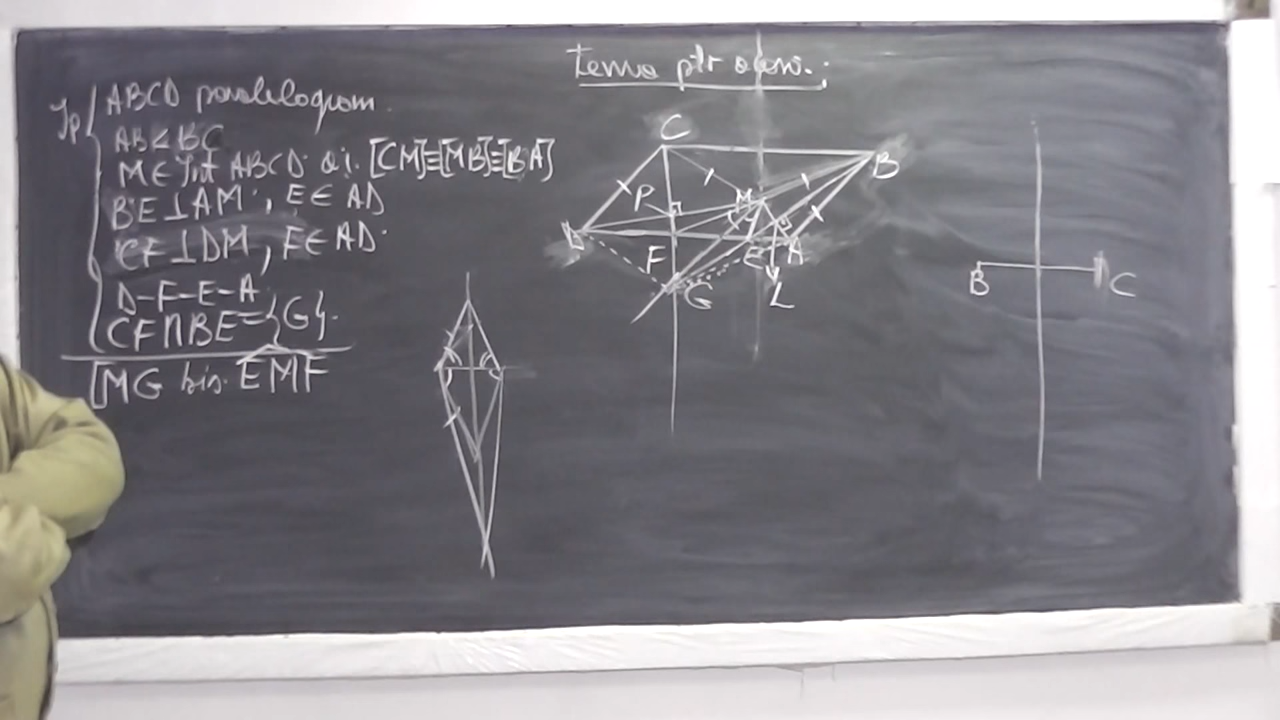 Tema ptr acasă:
Ip ABCD paralelogram.
AB<BC
M∈Int ABCD a.î. [CM]≡[MB]≡[BA]
BE⊥AM; E∈AD
CF⊥DM, F∈AD
D-F-E-A
CF∩BE={G}.
[MG bis. EMF
C
B
P
M
D
F
E
A
G
L
B
C